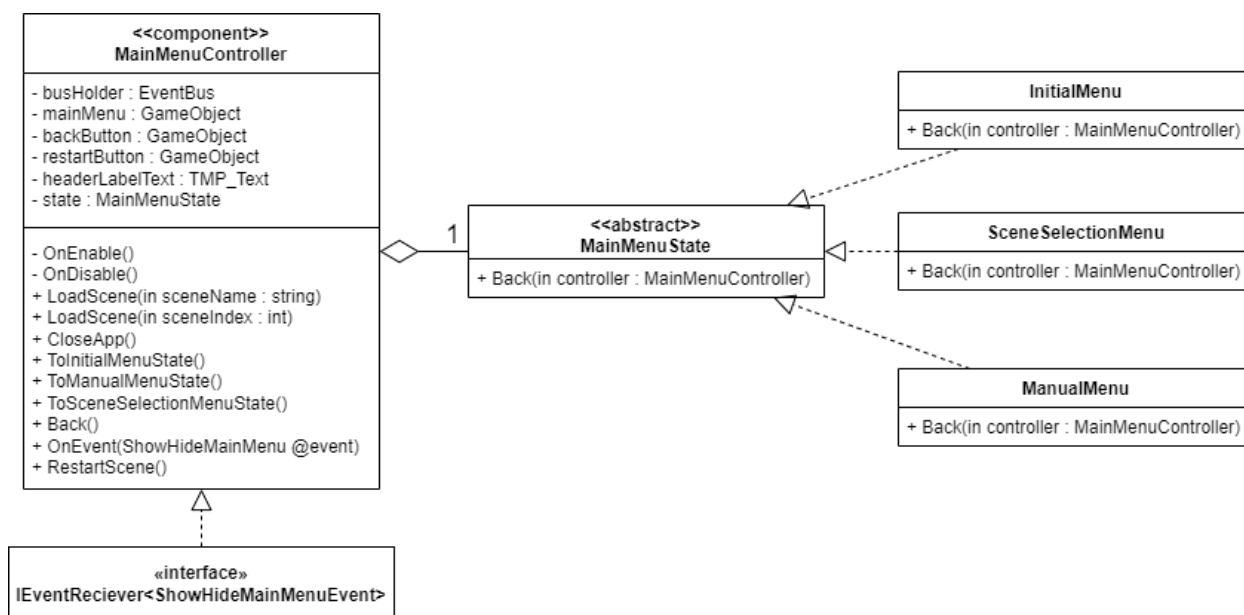 <<component>>
MainMenuController
- busHolder : EventBus
- mainMenu : GameObject
- backButton : GameObject
- restartButton : GameObject
- headerLabelText : TMP_Text
- state : MainMenuState
- OnEnable()
- OnDisable()
+ LoadScene(in sceneName : string)
+ LoadScene(in sceneIndex : int)
+ CloseApp()
+ ToInitialMenuState()
+ ToManualMenuState()
+ ToSceneSelectionMenuState()
+ Back()
+ OnEvent(ShowHideMainMenu @event)
+ RestartScene()
«interface»
IEventReciever<ShowHideMainMenuEvent>
1
<<abstract>>
MainMenuState
+ Back(in controller : MainMenuController)
InitialMenu
+ Back(in controller : MainMenuController)
SceneSelectionMenu
+ Back(in controller : MainMenuController)
ManualMenu
+ Back(in controller : MainMenuController)